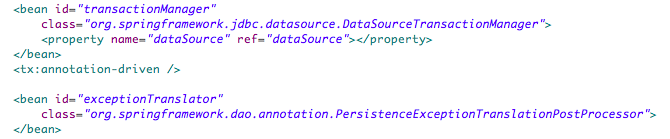 <bean id="transactionManager"
class="org.springframework.jdbc.datasource.DataSourceTransactionManager">
<property name="dataSource" ref="dataSource"></property>
</bean>
<tx:annotation-driven />
<bean id="exceptionTranslator"
class="org.springframework.dao.annotation.PersistenceExceptionTranslationPostProcessor">
</bean>